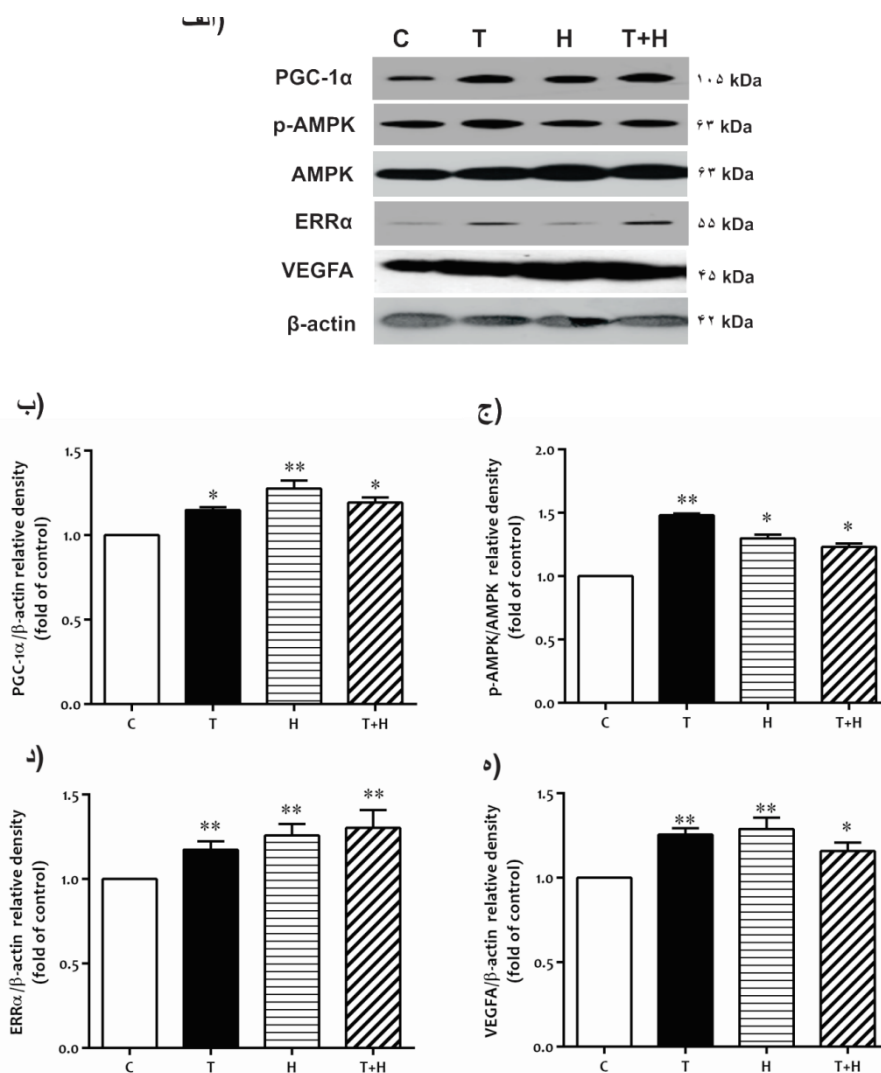 الف)
C T H T+H
PGC-1α ۱۰۵ kDa
p-AMPK ۶۳ kDa
AMPK ۶۳ kDa
ERRα ۵۵ kDa
VEGFA ۴۵ kDa
β-actin ۴۲ kDa
ب)
PGC-1α/β-actin relative density
(fold of control)
1.5
1.0
0.5
0.0
* ** *
C T H T+H
ج)
p-AMPK/AMPK relative density
(fold of control)
2.0
1.5
1.0
0.5
0.0
** * *
C T H T+H
د)
ERRα/β-actin relative density
(fold of control)
1.5
1.0
0.5
0.0
** ** **
C T H T+H
ه)
VEGFA/β-actin relative density
(fold of control)
1.5
1.0
0.5
0.0
** ** *
C T H T+H